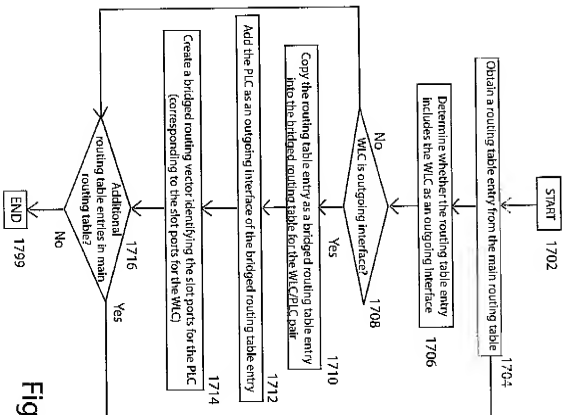 START
1702
Obtain a routing table entry from the main routing table
1704
Determine whether the routing table entry
includes the WLC as an outgoing interface
1706
WLC is outgoing interface?
1708
No
Yes
Copy the routing table entry as a bridged routing table entry
into the bridged routing table for the WLC/PLC pair
1710
Add the PLC as an outgoing interface of the bridged routing table entry
1712
Create a bridged routing vector identifying the slot ports for the PLC
(corresponding to the slot ports for the WLC)
1714
Additional
routing table entries in main
routing table?
1716
Yes
No
END
1799
Fig